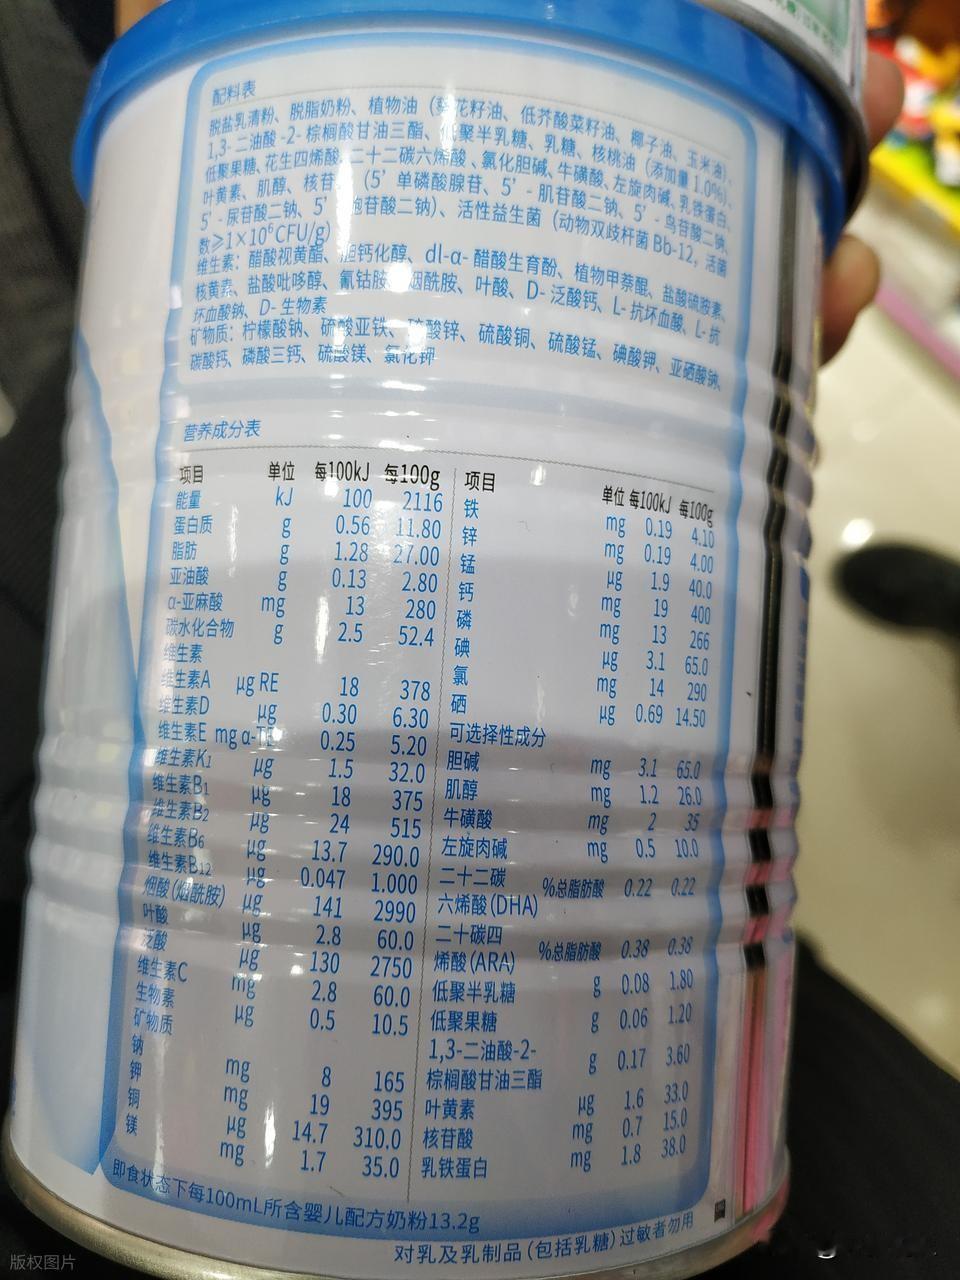 配料表
脱盐乳清粉、脱脂奶粉、植物油(葵花籽油、低芥酸菜籽油、椰子油、玉米油)、
1,3-二油酸-2-棕榈酸甘油三酯、低聚半乳糖、乳糖、核桃油(添加量1.0%)、
低聚果糖、花生四烯酸、二十二碳六烯酸、氯化胆碱、牛磺酸、左旋肉碱、乳铁蛋白、
叶黄素、肌醇、核苷 (5'单磷酸腺苷、5'-肌苷酸二钠、5'-鸟苷酸二钠、
5'-尿苷酸二钠、5' 胞苷酸二钠)、活性益生菌(动物双歧杆菌Bb-12,活菌
数≥1×10⁶CFU/g)
维生素:醋酸视黄酯、胆钙化醇、dl-α-醋酸生育酚、植物甲萘醌、盐酸硫胺素、
核黄素、盐酸吡哆醇、氰钴胺、烟酰胺、叶酸、D-泛酸钙、L-抗坏血酸、L-抗
坏血酸钠、D-生物素
矿物质:柠檬酸钠、硫酸亚铁、硫酸锌、硫酸铜、硫酸锰、碘酸钾、亚硒酸钠、
碳酸钙、磷酸三钙、硫酸镁、氯化钾
营养成分表
项目 单位 每100kJ 每100g
能量 kJ 100 2116
蛋白质 g 0.56 11.80
脂肪 g 1.28 27.00
亚油酸 g 0.13 2.80
α-亚麻酸 mg 13 280
碳水化合物 g 2.5 52.4
维生素
维生素A μg RE 18 378
维生素D μg 0.30 6.30
维生素E mg α-TE 0.25 5.20
维生素K₁ μg 1.5 32.0
维生素B₁ μg 18 375
维生素B₂ μg 24 515
维生素B₆ μg 13.7 290.0
维生素B₁₂ μg 0.047 1.000
烟酸(烟酰胺) μg 141 2990
叶酸 μg 2.8 60.0
泛酸 μg 130 2750
维生素C mg 2.8 60.0
生物素 μg 0.5 10.5
矿物质
钠 mg 8 165
钾 mg 19 395
铜 μg 14.7 310.0
镁 mg 1.7 35.0
项目 单位 每100kJ 每100g
铁 mg 0.19 4.10
锌 mg 0.19 4.00
锰 μg 1.9 40.0
钙 mg 19 400
磷 mg 13 266
碘 μg 3.1 65.0
氯 mg 14 290
硒 μg 0.69 14.50
可选择性成分
胆碱 mg 3.1 65.0
肌醇 mg 1.2 26.0
牛磺酸 mg 2 35
左旋肉碱 mg 0.5 10.0
二十二碳 %总脂肪酸 0.22 0.22
六烯酸(DHA)
二十碳四 %总脂肪酸 0.38 0.38
烯酸(ARA)
低聚半乳糖 g 0.08 1.80
低聚果糖 g 0.06 1.20
1,3-二油酸-2- g 0.17 3.60
棕榈酸甘油三酯
叶黄素 μg 1.6 33.0
核苷酸 mg 0.7 15.0
乳铁蛋白 mg 1.8 38.0
即食状态下每100mL所含婴儿配方奶粉13.2g
对乳及乳制品(包括乳糖)过敏者勿用
版权图片